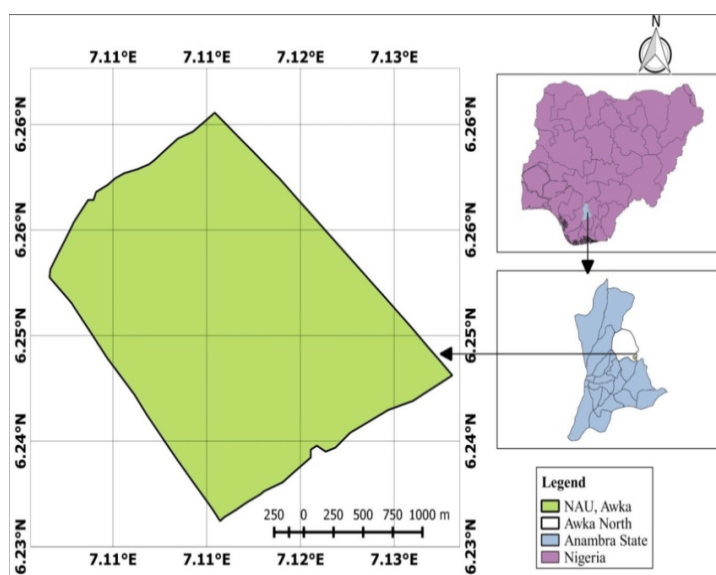 N
7.11°E 7.11°E 7.12°E 7.13°E
6.26°N 6.26°N
6.26°N 6.26°N
6.25°N 6.25°N
6.24°N 6.24°N
6.23°N 6.23°N
250 0 250 500 750 1000 m
7.11°E 7.11°E 7.12°E 7.13°E
Legend
NAU, Awka
Awka North
Anambra State
Nigeria